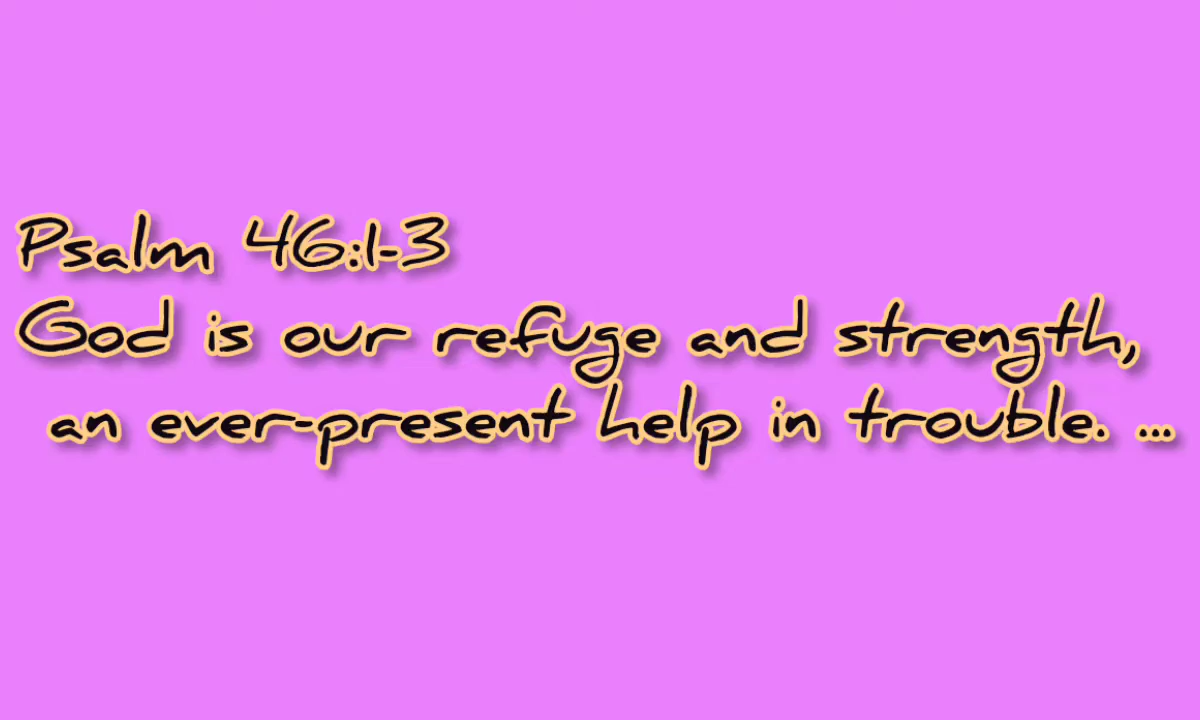 Psalm 46:1-3
God is our refuge and strength,
an ever-present help in trouble. ...